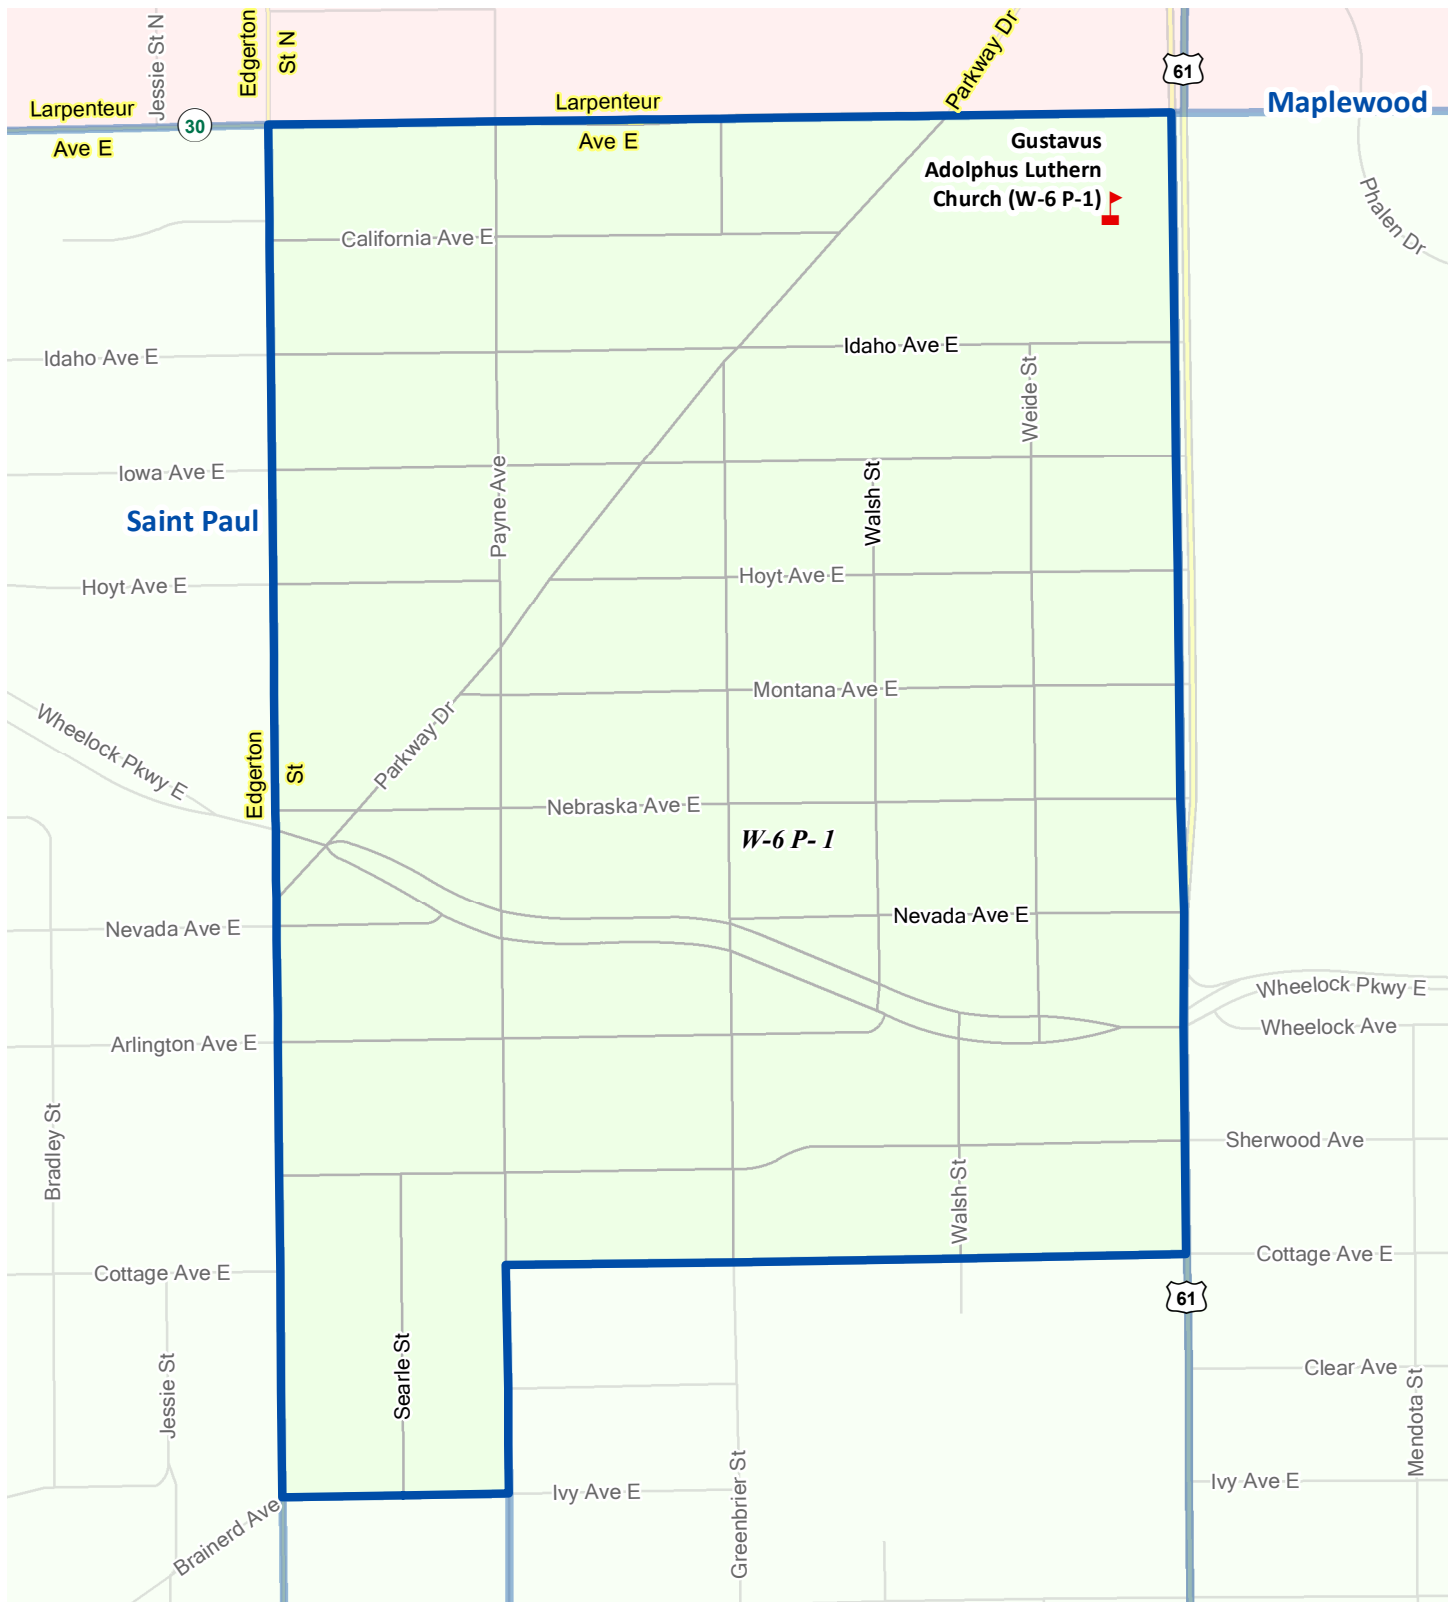 Jessie St N
Edgerton
St N
Parkway Dr
61
Larpenteur
Ave E
30
Larpenteur
Ave E
Maplewood
Gustavus
Adolphus Luthern
Church (W-6 P-1)
Phalen Dr
California Ave E
Idaho Ave E
Idaho Ave E
Weide St
Iowa Ave E
Payne Ave
Walsh St
Saint Paul
Hoyt Ave E
Hoyt Ave E
Montana Ave E
Wheelock Pkwy E
Parkway Dr
Edgerton
St
Nebraska Ave E
W-6 P- 1
Nevada Ave E
Nevada Ave E
Wheelock Pkwy E
Wheelock Ave
Arlington Ave E
Bradley St
Sherwood Ave
Walsh St
Cottage Ave E
Cottage Ave E
61
Jessie St
Searle St
Clear Ave
Mendota St
Ivy Ave E
Ivy Ave E
Greenbrier St
Brainerd Ave